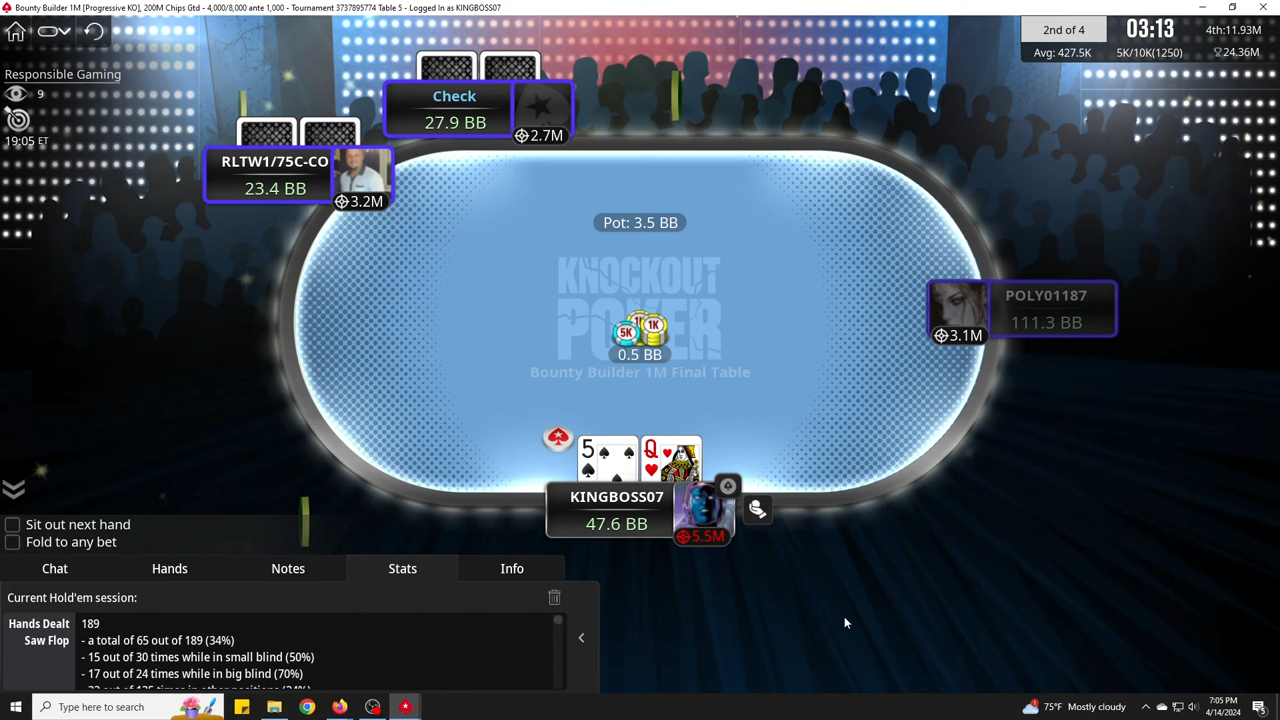 Bounty Builder 1M [Progressive KO], 200M Chips Gtd - 4,000/8,000 ante 1,000 - Tournament 3737895774 Table 5 - Logged In as KINGBOSS07
2nd of 4
03:13
4th:11.93M
Avg: 427.5K
5K/10K(1250)
24.36M
Responsible Gaming
9
19:05 ET
Check
27.9 BB
2.7M
RLTW1/75C-CO
23.4 BB
3.2M
Pot: 3.5 BB
KNOCKOUT
POKER
5K
1K
1K
0.5 BB
Bounty Builder 1M Final Table
POLY01187
111.3 BB
3.1M
5
Q
KINGBOSS07
47.6 BB
5.5M
Sit out next hand
Fold to any bet
Chat
Hands
Notes
Stats
Info
Current Hold'em session:
Hands Dealt
189
Saw Flop
- a total of 65 out of 189 (34%)
- 15 out of 30 times while in small blind (50%)
- 17 out of 24 times while in big blind (70%)
Type here to search
75°F Mostly cloudy
7:05 PM
4/14/2024
5